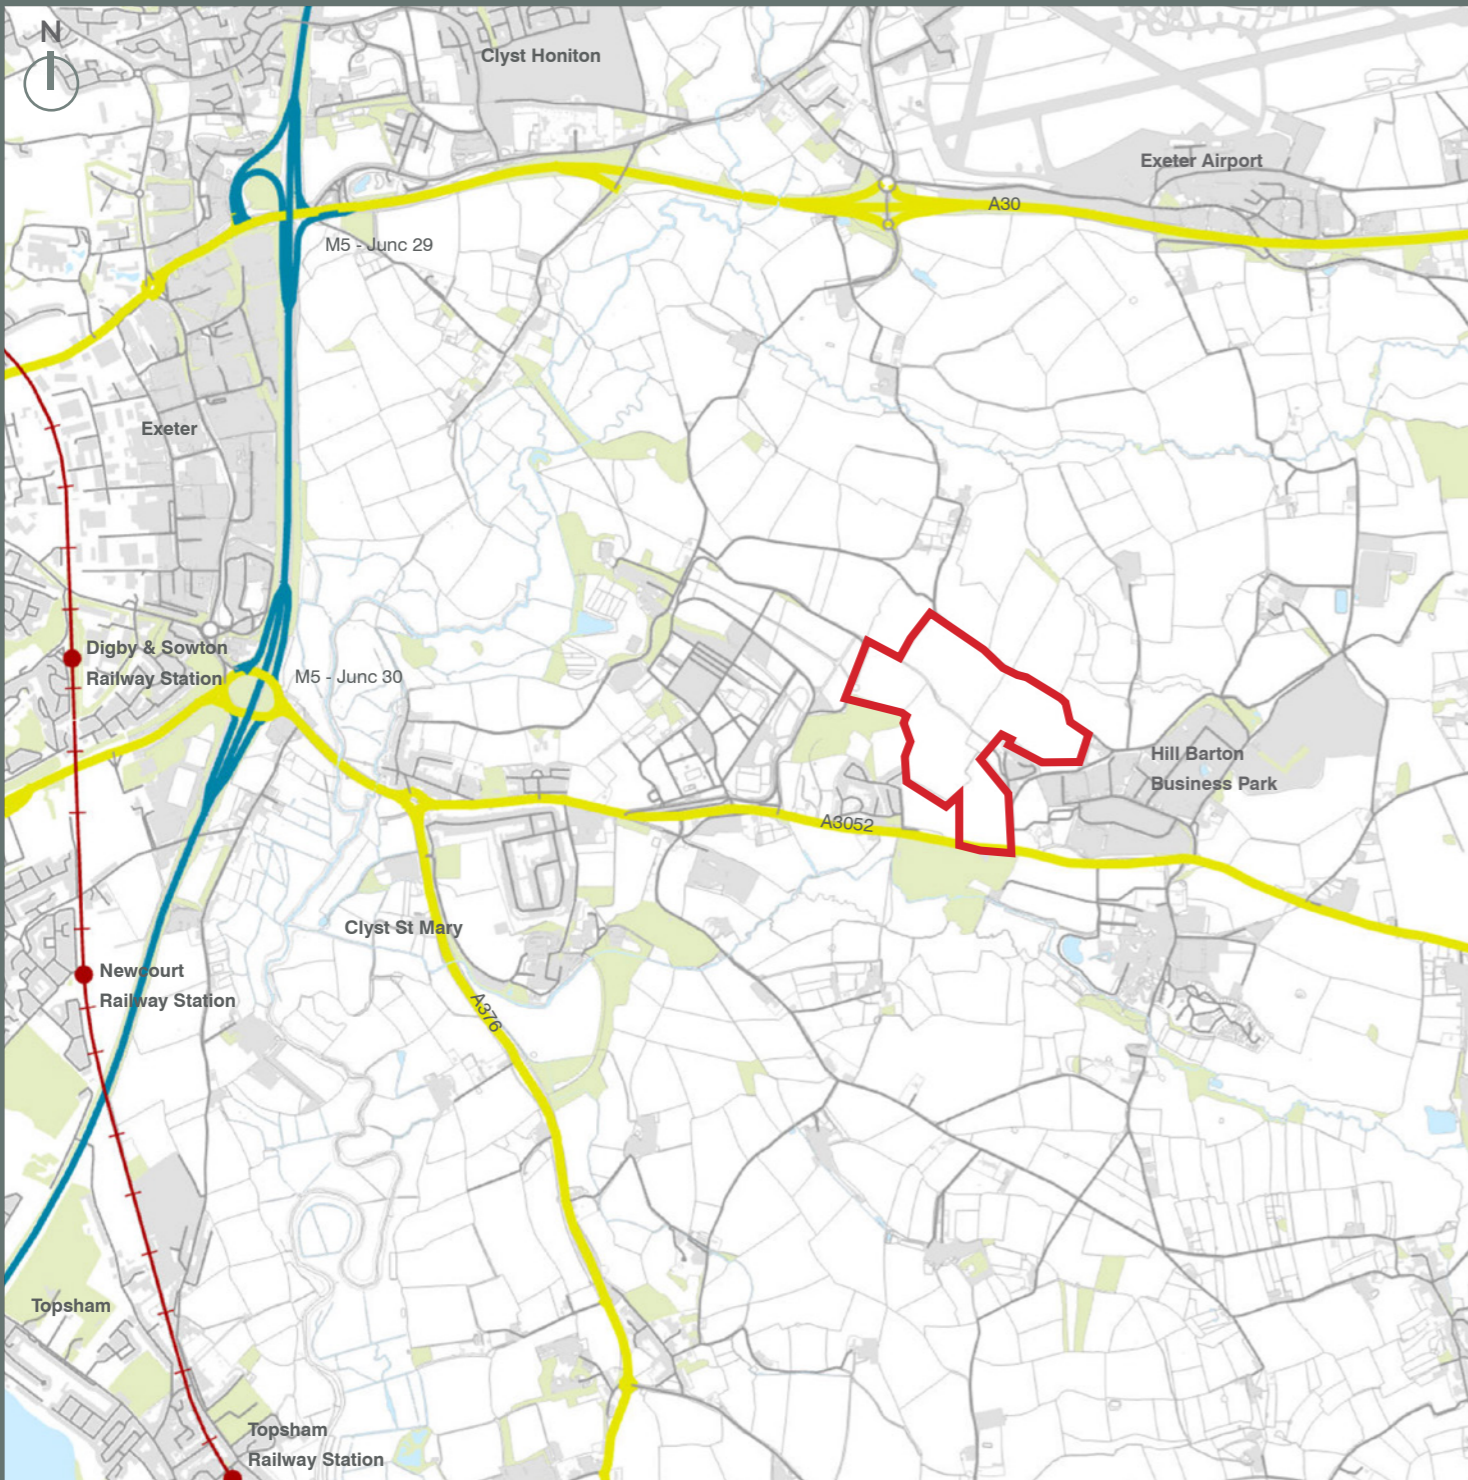 N
Clyst Honiton
Exeter Airport
A30
M5 - Junc 29
Exeter
Digby & Sowton
Railway Station
M5 - Junc 30
Hill Barton
Business Park
A3052
Clyst St Mary
Newcourt
Railway Station
A376
Topsham
Topsham
Railway Station